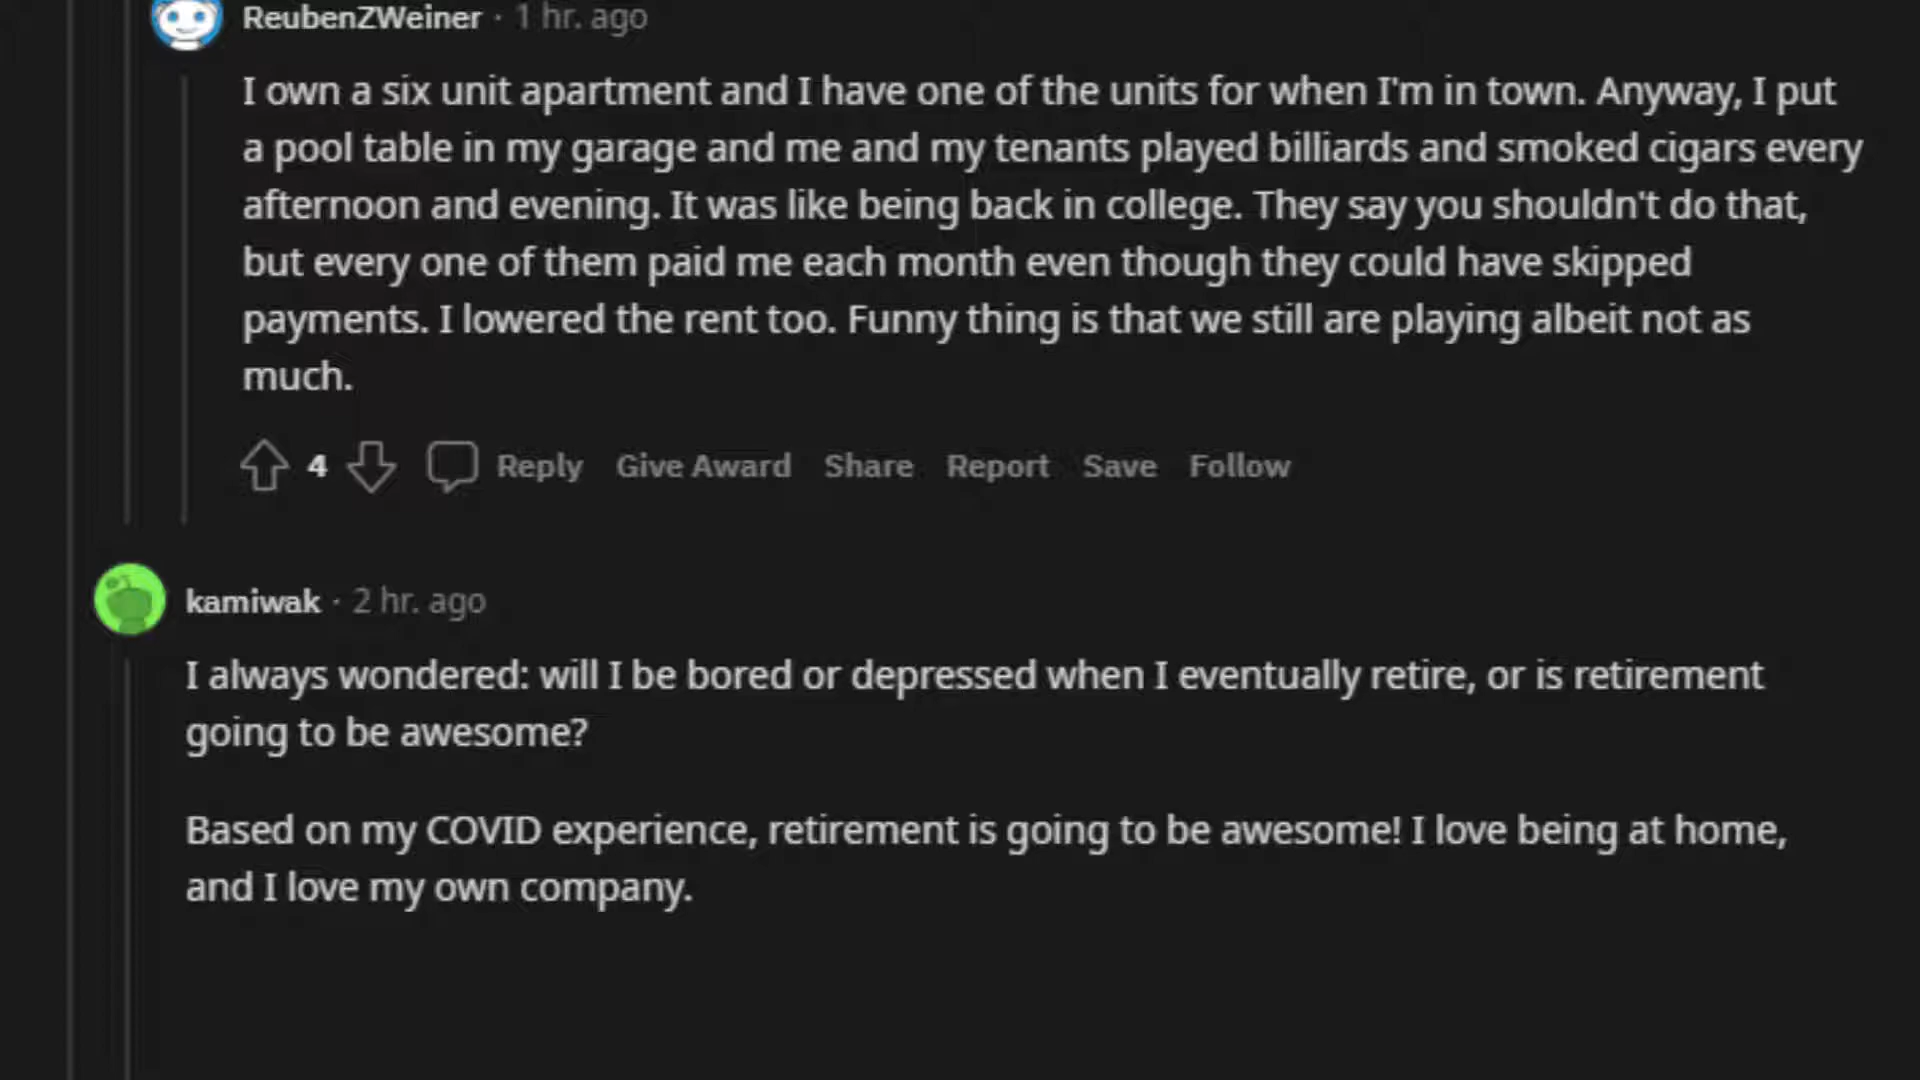 ReubenZWeiner · 1 hr. ago
I own a six unit apartment and I have one of the units for when I'm in town. Anyway, I put
a pool table in my garage and me and my tenants played billiards and smoked cigars every
afternoon and evening. It was like being back in college. They say you shouldn't do that,
but every one of them paid me each month even though they could have skipped
payments. I lowered the rent too. Funny thing is that we still are playing albeit not as
much.
4 Reply Give Award Share Report Save Follow
kamiwak · 2 hr. ago
I always wondered: will I be bored or depressed when I eventually retire, or is retirement
going to be awesome?
Based on my COVID experience, retirement is going to be awesome! I love being at home,
and I love my own company.